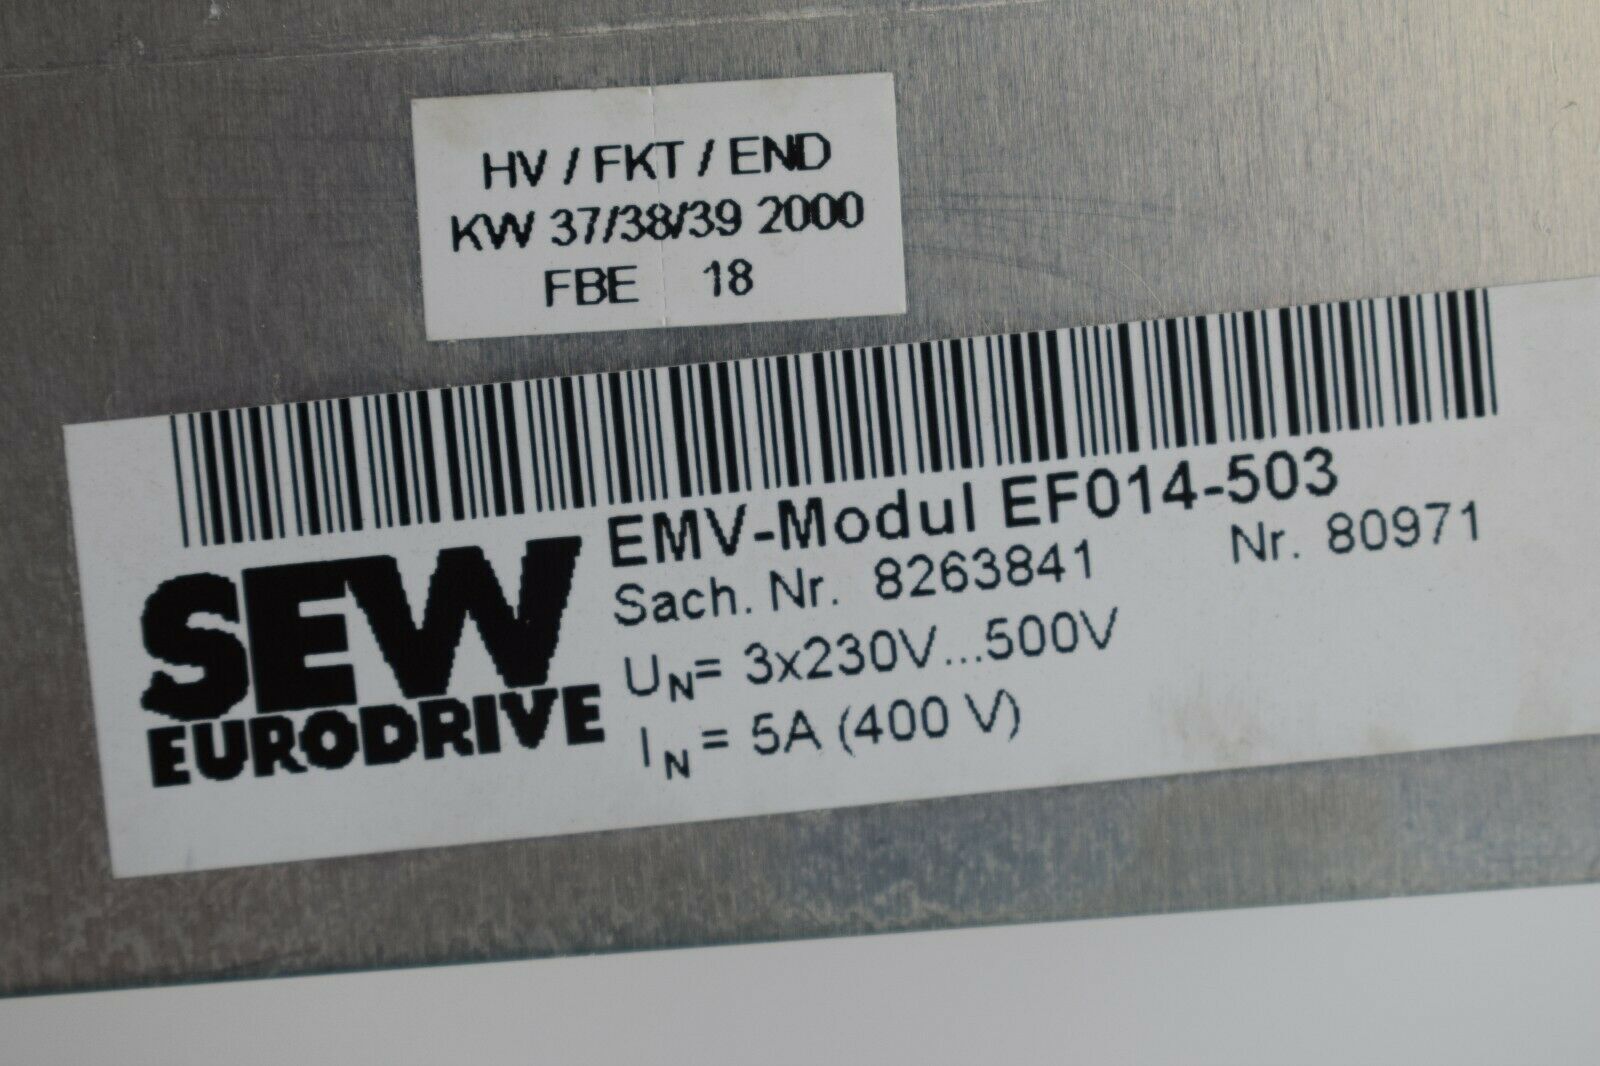 HV / FKT / END
KW 37/38/39 2000
FBE 18
SEW
EURODRIVE
EMV-Modul EF014-503
Sach. Nr. 8263841 Nr. 80971
UN= 3x230V...500V
IN= 5A (400 V)